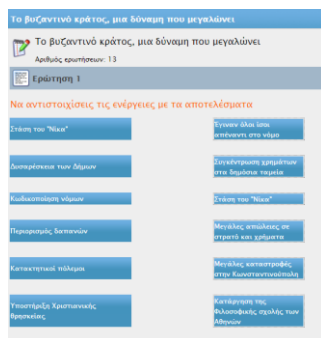 Το βυζαντινό κράτος, μια δύναμη που μεγαλώνει
Το βυζαντινό κράτος, μια δύναμη που μεγαλώνει
Αριθμός ερωτήσεων: 13
Ερώτηση 1
Να αντιστοιχίσεις τις ενέργειες με τα αποτελέσματα
Στάση του "Νίκα"
Έγιναν όλοι ίσοι
απέναντι στο νόμο
Δυσαρέσκεια των Δήμων
Συγκέντρωση χρημάτων
στα δημόσια ταμεία
Κωδικοποίηση νόμων
Στάση του "Νίκα"
Περιορισμός δαπανών
Μεγάλες απώλειες σε
στρατό και χρήματα
Κατακτητικοί πόλεμοι
Μεγάλες καταστροφές
στην Κωνσταντινούπολη
Υποστήριξη Χριστιανικής
θρησκείας
Κατάργηση της
Φιλοσοφικής σχολής των
Αθηνών